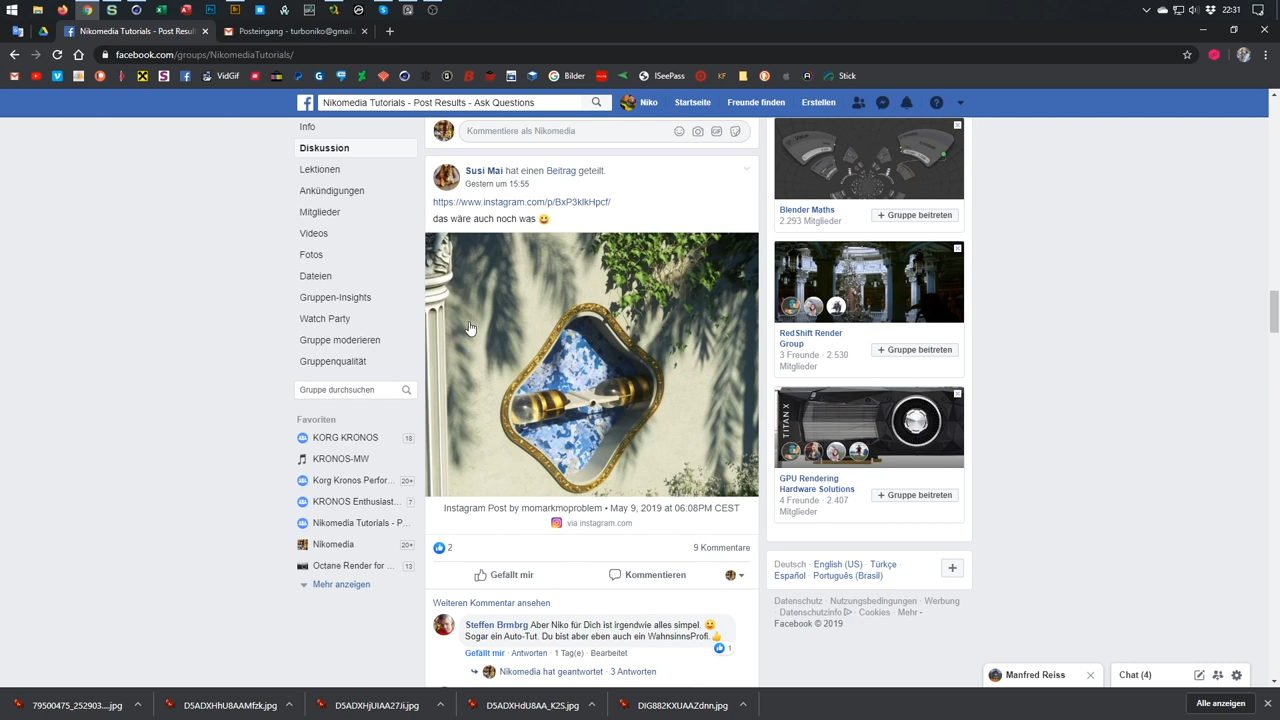 22:31
Nikomedia Tutorials - Post Resul
Posteingang - turboniko@gmail.
facebook.com/groups/NikomediaTutorials/
VidGif
Bilder
ISeePass
KF
Stick
Nikomedia Tutorials - Post Results - Ask Questions
Niko
Startseite
Freunde finden
Erstellen
Info
Diskussion
Lektionen
Ankündigungen
Mitglieder
Videos
Fotos
Dateien
Gruppen-Insights
Watch Party
Gruppe moderieren
Gruppenqualität
Gruppe durchsuchen
Favoriten
KORG KRONOS 18
KRONOS-MW
Korg Kronos Perfor... 20+
KRONOS Enthusiast... 7
Nikomedia Tutorials - P...
Nikomedia 20+
Octane Render for ... 13
Mehr anzeigen
Kommentiere als Nikomedia
Susi Mai hat einen Beitrag geteilt.
Gestern um 15:55
https://www.instagram.com/p/BxP3klkHpcf/
das wäre auch noch was 😃
Instagram Post by momarkmoproblem • May 9, 2019 at 06:08PM CEST
via instagram.com
2
9 Kommentare
Gefällt mir
Kommentieren
Weiteren Kommentar ansehen
Steffen Brmbrg Aber Niko für Dich ist irgendwie alles simpel. 😀
Sogar ein Auto-Tut. Du bist aber eben auch ein WahnsinnsProfi.👍
1
Gefällt mir · Antworten · 1 Tag(e) · Bearbeitet
Nikomedia hat geantwortet · 3 Antworten
Blender Maths
2.293 Mitglieder
+ Gruppe beitreten
RedShift Render
Group
3 Freunde · 2.530
Mitglieder
+ Gruppe beitreten
TITAN X
GPU Rendering
Hardware Solutions
4 Freunde · 2.407
Mitglieder
+ Gruppe beitreten
Deutsch · English (US) · Türkçe ·
Español · Português (Brasil)
Datenschutz · Nutzungsbedingungen · Werbung
· Datenschutzinfo · Cookies · Mehr
Facebook © 2019
Manfred Reiss
Chat (4)
79500475_252903....jpg
D5ADXHhU8AAMfzk.jpg
D5ADXHjUIAA27Ji.jpg
D5ADXHdU8AA_K2S.jpg
DIG882KXUAAZdnn.jpg
Alle anzeigen